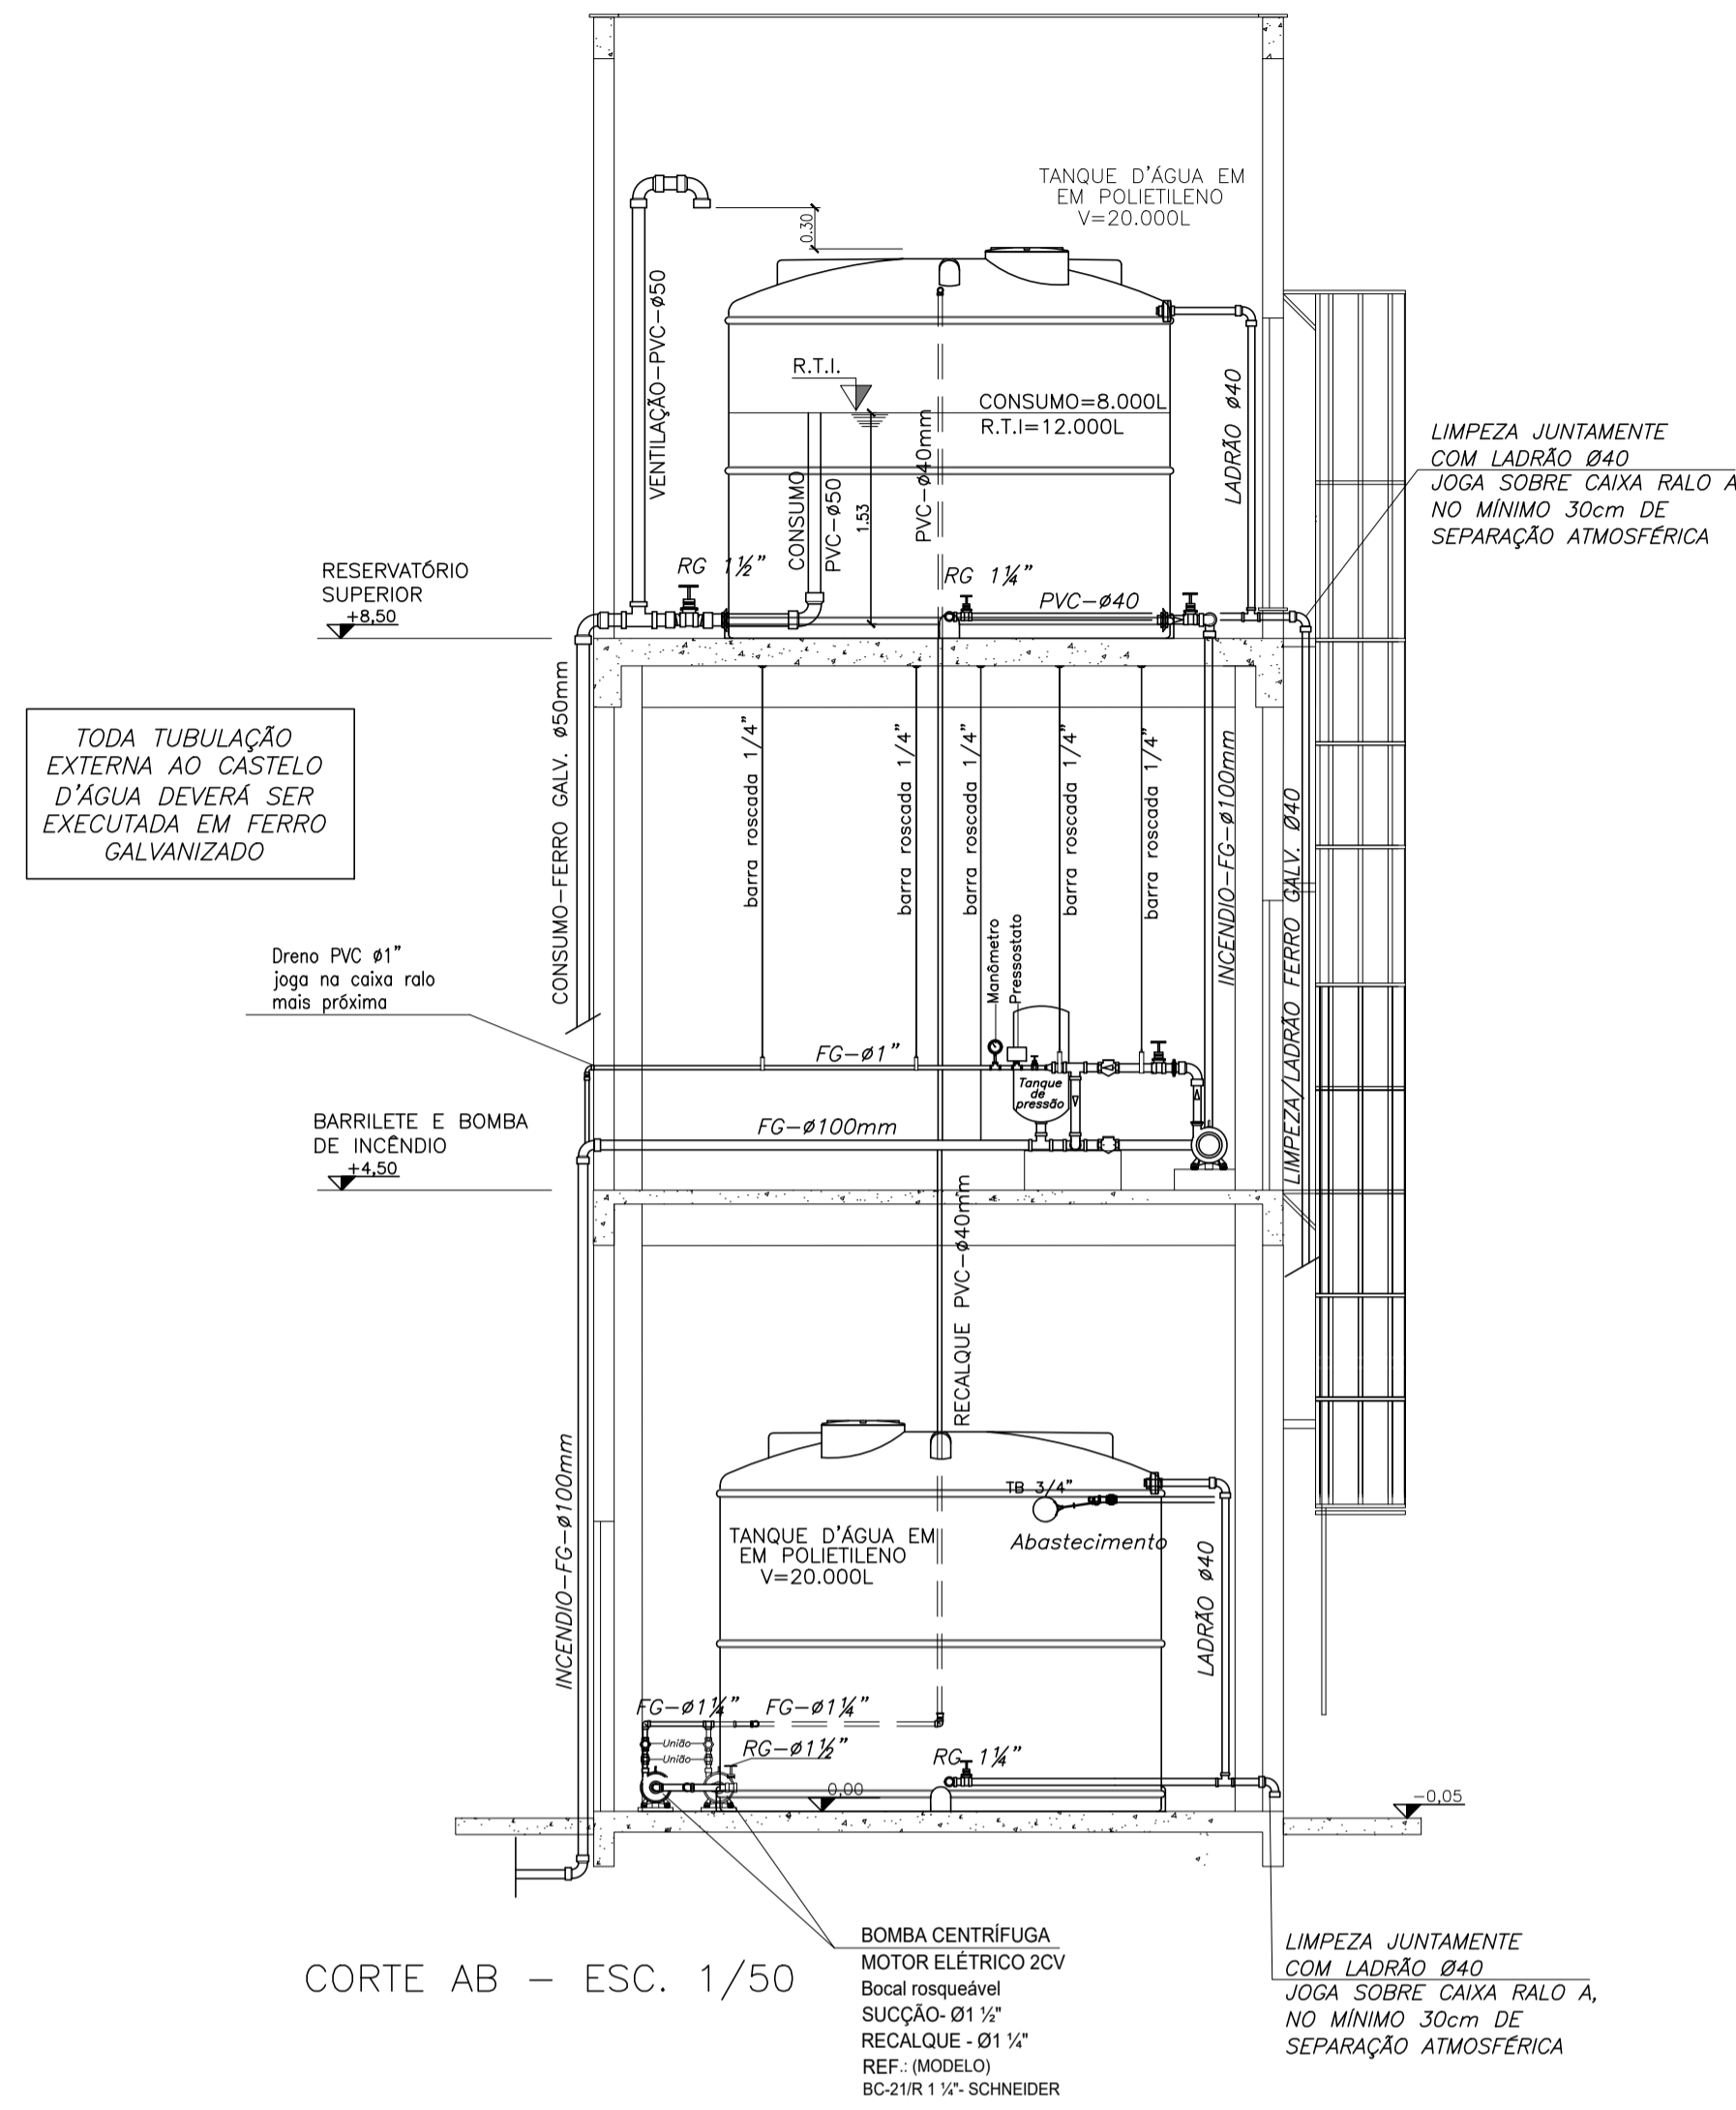 TANQUE D'ÁGUA EM
EM POLIETILENO
V=20.000L
0.30
VENTILAÇÃO-PVC-ø50
R.T.I.
CONSUMO=8.000L
R.T.I=12.000L
CONSUMO
PVC-ø50
1.53
PVC-ø40mm
LADRÃO ø40
LIMPEZA JUNTAMENTE
COM LADRÃO Ø40
JOGA SOBRE CAIXA RALO A
NO MÍNIMO 30cm DE
SEPARAÇÃO ATMOSFÉRICA
RG 1½"
RG 1¼"
PVC-ø40
RESERVATÓRIO
SUPERIOR
+8,50
TODA TUBULAÇÃO
EXTERNA AO CASTELO
D'ÁGUA DEVERÁ SER
EXECUTADA EM FERRO
GALVANIZADO
CONSUMO-FERRO GALV. ø50mm
barra roscada 1/4"
barra roscada 1/4"
barra roscada 1/4"
barra roscada 1/4"
barra roscada 1/4"
INCENDIO-FG-ø100mm
LIMPEZA/LADRÃO FERRO GALV. Ø40
Dreno PVC ø1"
joga na caixa ralo
mais próxima
Manômetro
Pressostato
FG-ø1"
Tanque
de
pressão
FG-ø100mm
BARRILETE E BOMBA
DE INCÊNDIO
+4,50
RECALQUE PVC-ø40mm
INCENDIO-FG-ø100mm
TB 3/4"
Abastecimento
TANQUE D'ÁGUA EM
EM POLIETILENO
V=20.000L
LADRÃO ø40
FG-ø1¼"
FG-ø1¼"
União
União
RG-ø1½"
RG 1¼"
0,00
-0,05
CORTE AB - ESC. 1/50
BOMBA CENTRÍFUGA
MOTOR ELÉTRICO 2CV
Bocal rosqueável
SUCÇÃO- Ø1 ½"
RECALQUE - Ø1 ¼"
REF.: (MODELO)
BC-21/R 1 ¼"- SCHNEIDER
LIMPEZA JUNTAMENTE
COM LADRÃO Ø40
JOGA SOBRE CAIXA RALO A,
NO MÍNIMO 30cm DE
SEPARAÇÃO ATMOSFÉRICA